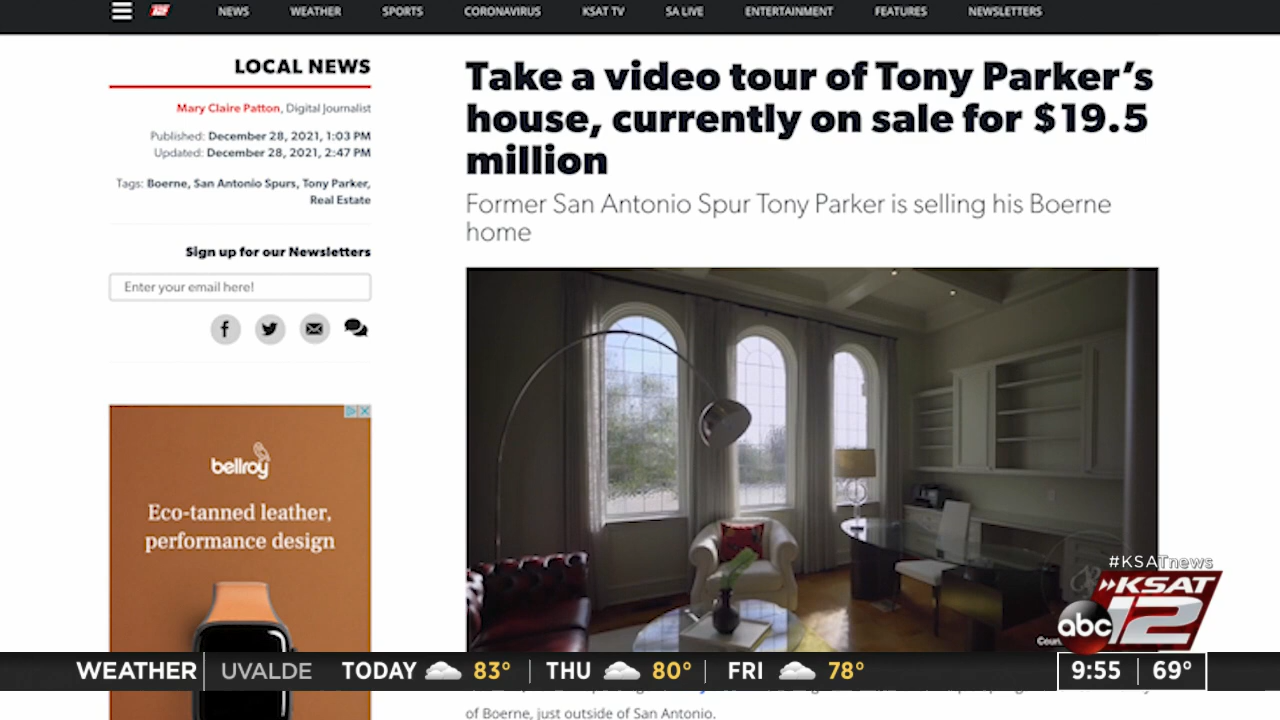 NEWS WEATHER SPORTS CORONAVIRUS KSAT TV SA LIVE ENTERTAINMENT FEATURES NEWSLETTERS
LOCAL NEWS
Mary Claire Patton, Digital Journalist
Published: December 28, 2021, 1:03 PM
Updated: December 28, 2021, 2:47 PM
Tags: Boerne, San Antonio Spurs, Tony Parker,
Real Estate
Sign up for our Newsletters
Enter your email here!
bellroy
Eco-tanned leather,
performance design
Take a video tour of Tony Parker's
house, currently on sale for $19.5
million
Former San Antonio Spur Tony Parker is selling his Boerne
home
#KSATnews
KSAT
abc 12
WEATHER UVALDE TODAY 83° THU 80° FRI 78° 9:55 69°
of Boerne, just outside of San Antonio.